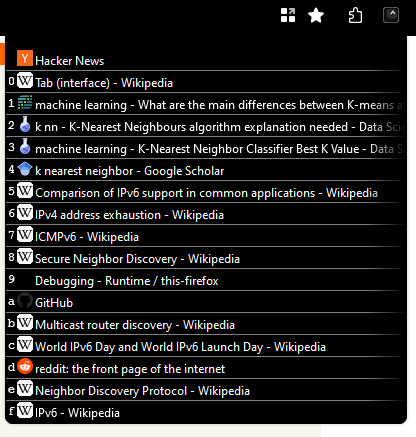 Hacker News
0 Tab (interface) - Wikipedia
1 machine learning - What are the main differences between K-means a
2 k nn - K-Nearest Neighbours algorithm explanation needed - Data Scie
3 machine learning - K-Nearest Neighbor Classifier Best K Value - Data S
4 k nearest neighbor - Google Scholar
5 Comparison of IPv6 support in common applications - Wikipedia
6 IPv4 address exhaustion - Wikipedia
7 ICMPv6 - Wikipedia
8 Secure Neighbor Discovery - Wikipedia
9 Debugging - Runtime / this-firefox
a GitHub
b Multicast router discovery - Wikipedia
c World IPv6 Day and World IPv6 Launch Day - Wikipedia
d reddit: the front page of the internet
e Neighbor Discovery Protocol - Wikipedia
f IPv6 - Wikipedia